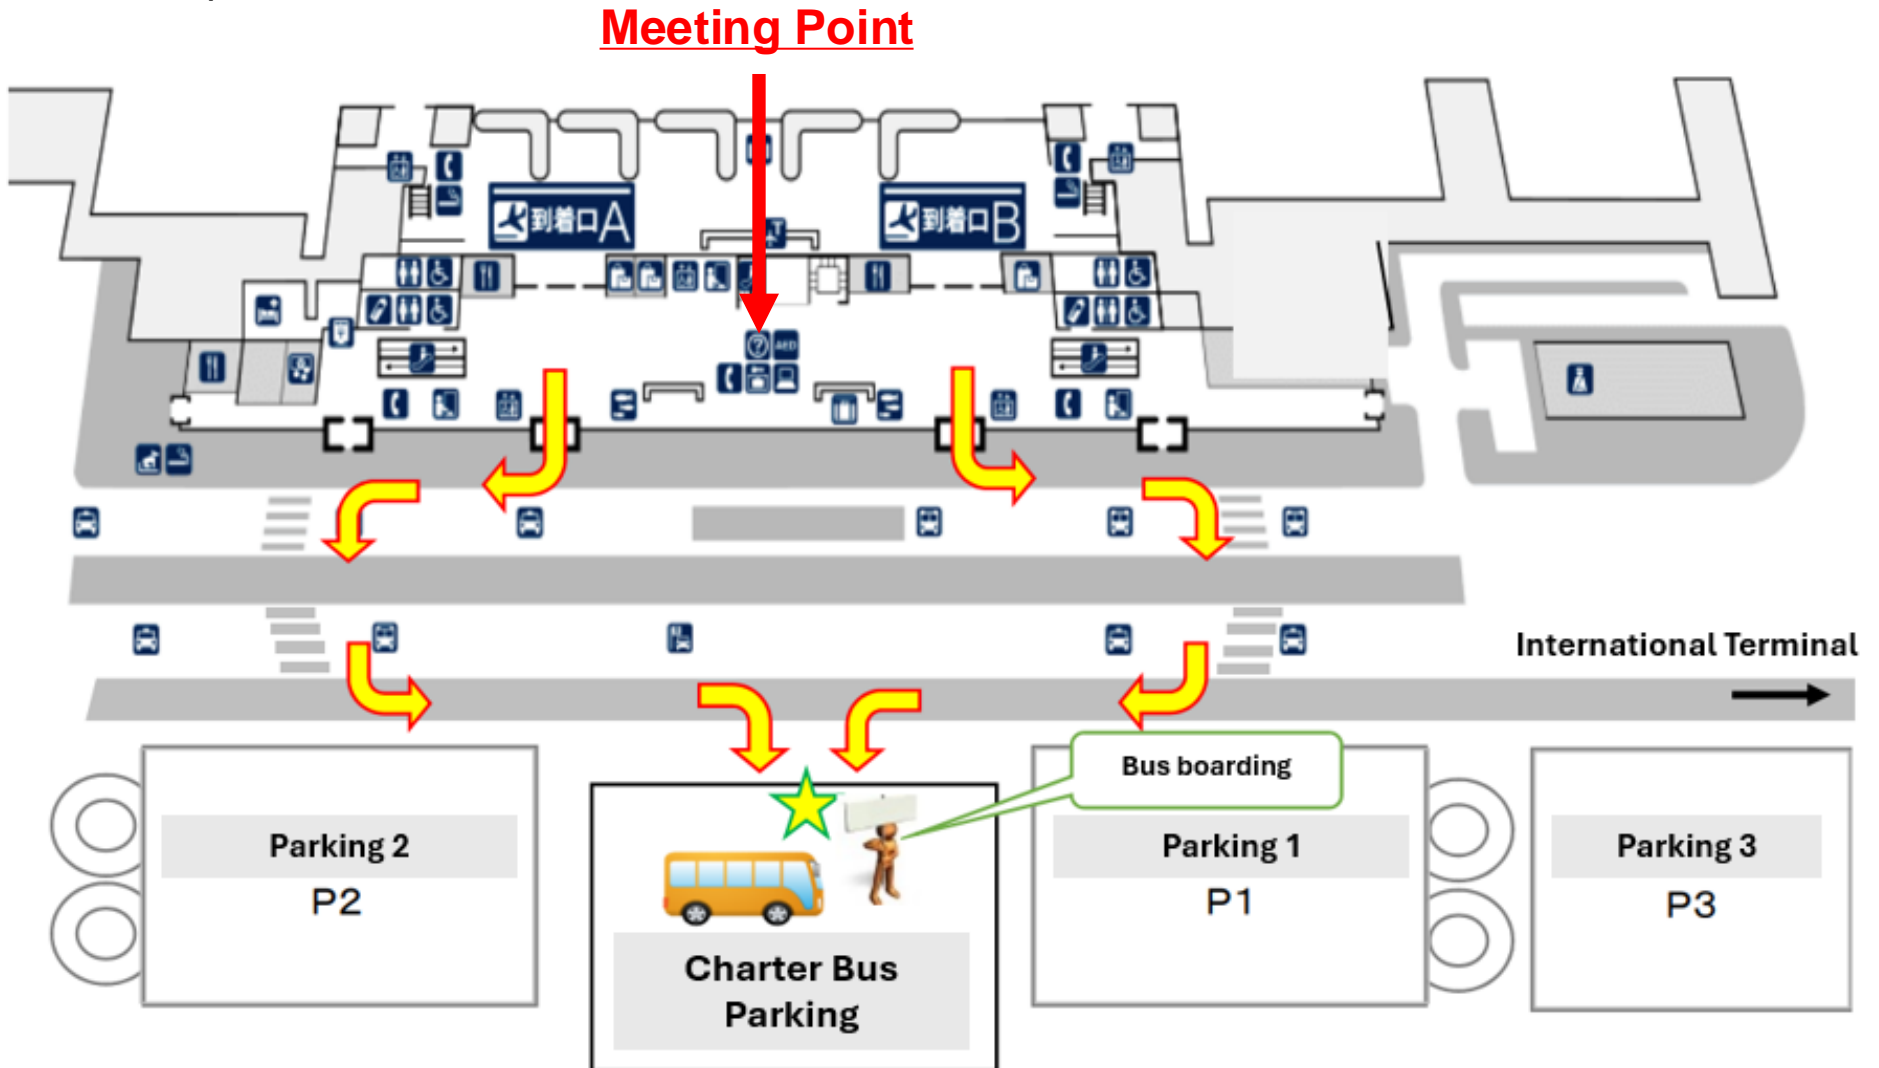 Meeting Point
到着口A
到着口B
AED
International Terminal
Bus boarding
Parking 2
P2
Parking 1
P1
Parking 3
P3
Charter Bus
Parking